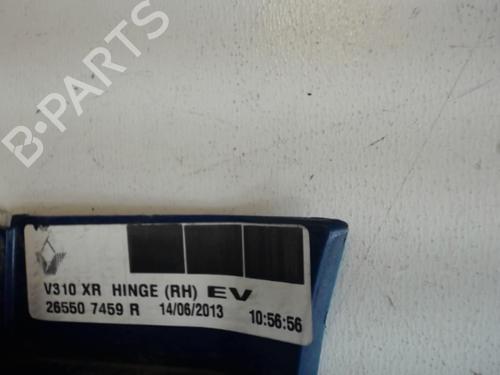 B-PARTS
V310 XR HINGE (RH) EV
26550 7459 R 14/06/2013 10:56:56